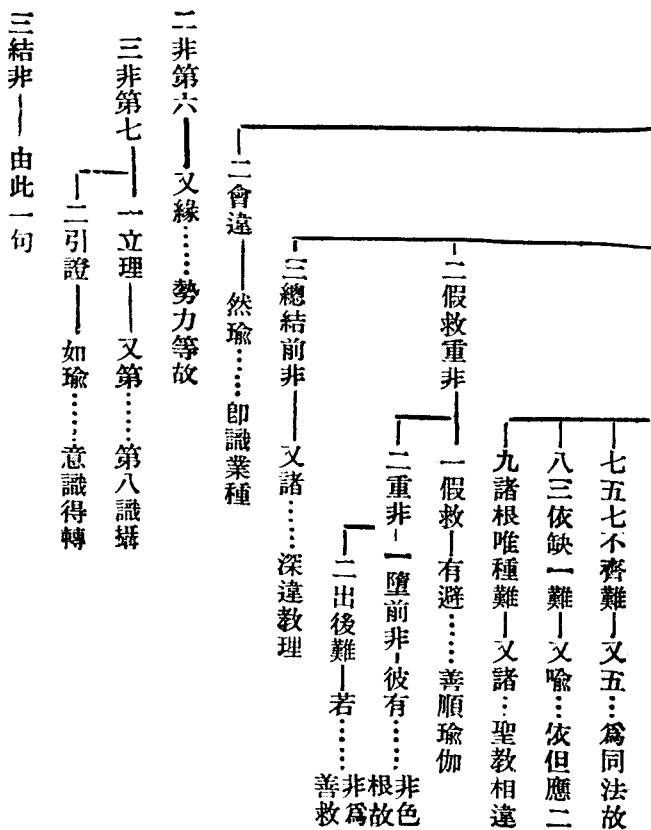 七五七不齊難 又五…爲同法故
八三依缺一難 又喻…依但應二
九諸根唯種難 又諸…聖教相違
二假救重非
一假救 有避……善順瑜伽
二重非
一墮前非 彼有……非色根故
二出後難 若……非爲善救
三總結前非 又諸……深違教理
二會違 然瑜……卽識業種
二非第六 又緣……勢力等故
三非第七
一立理 又第……第八識攝
二引證 如瑜……意識得轉
三結非 由此一句